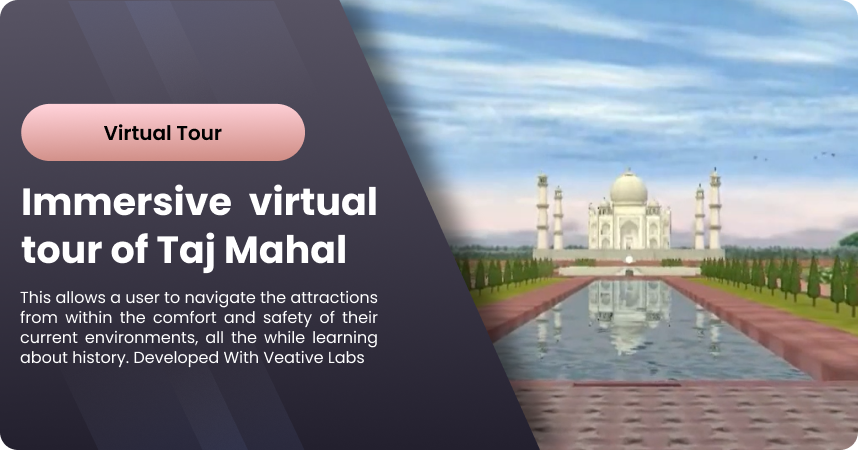 Virtual Tour
Immersive virtual
tour of Taj Mahal
This allows a user to navigate the attractions
from within the comfort and safety of their
current environments, all the while learning
about history. Developed With Veative Labs